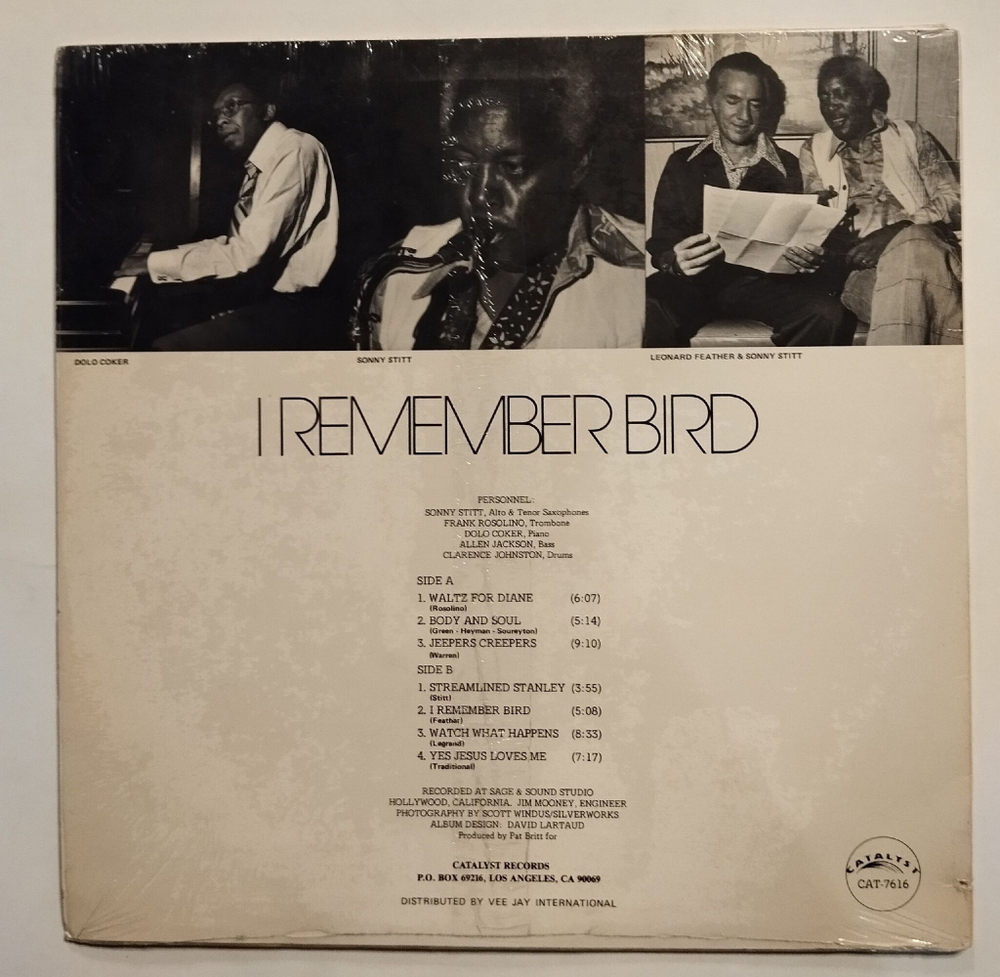 DOLO COKER
SONNY STITT
LEONARD FEATHER & SONNY STITT
I REMEMBER BIRD
PERSONNEL:
SONNY STITT, Alto & Tenor Saxophones
FRANK ROSOLINO, Trombone
DOLO COKER, Piano
ALLEN JACKSON, Bass
CLARENCE JOHNSTON, Drums
SIDE A
1. WALTZ FOR DIANE (6:07)
(Rosolino)
2. BODY AND SOUL (5:14)
(Green - Heyman - Soureyton)
3. JEEPERS CREEPERS (9:10)
(Warren)
SIDE B
1. STREAMLINED STANLEY (3:55)
(Stitt)
2. I REMEMBER BIRD (5:08)
(Feather)
3. WATCH WHAT HAPPENS (8:33)
(Legrand)
4. YES JESUS LOVES ME (7:17)
(Traditional)
RECORDED AT SAGE & SOUND STUDIO
HOLLYWOOD, CALIFORNIA. JIM MOONEY, ENGINEER
PHOTOGRAPHY BY SCOTT WINDUS/SILVERWORKS
ALBUM DESIGN: DAVID LARTAUD
Produced by Pat Britt for
CATALYST RECORDS
P.O. BOX 69216, LOS ANGELES, CA 90069
DISTRIBUTED BY VEE JAY INTERNATIONAL
CATALYST
CAT-7616